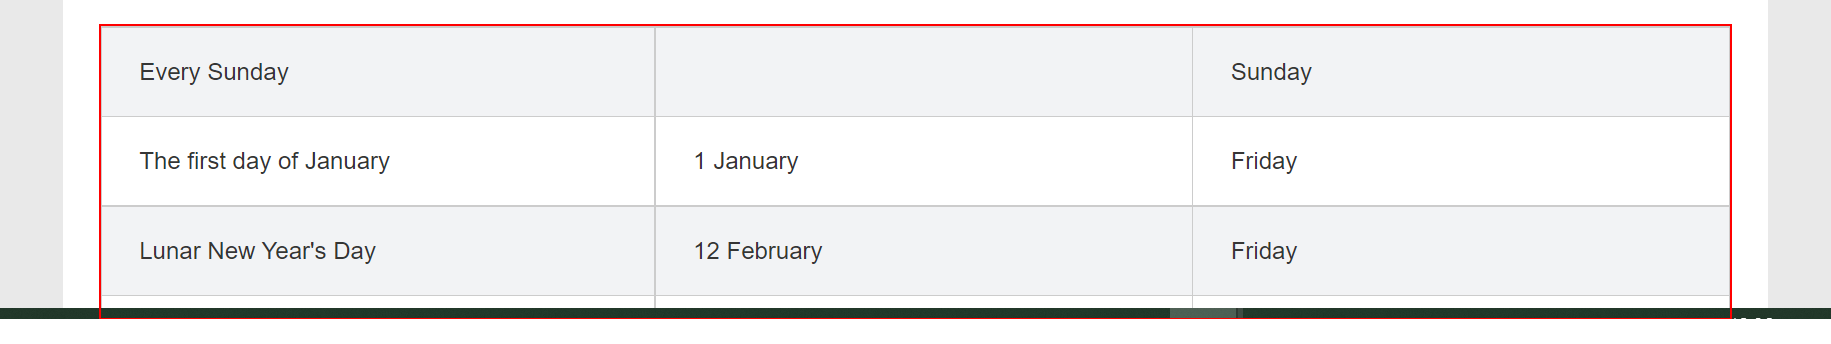 Every Sunday Sunday
The first day of January 1 January Friday
Lunar New Year's Day 12 February Friday